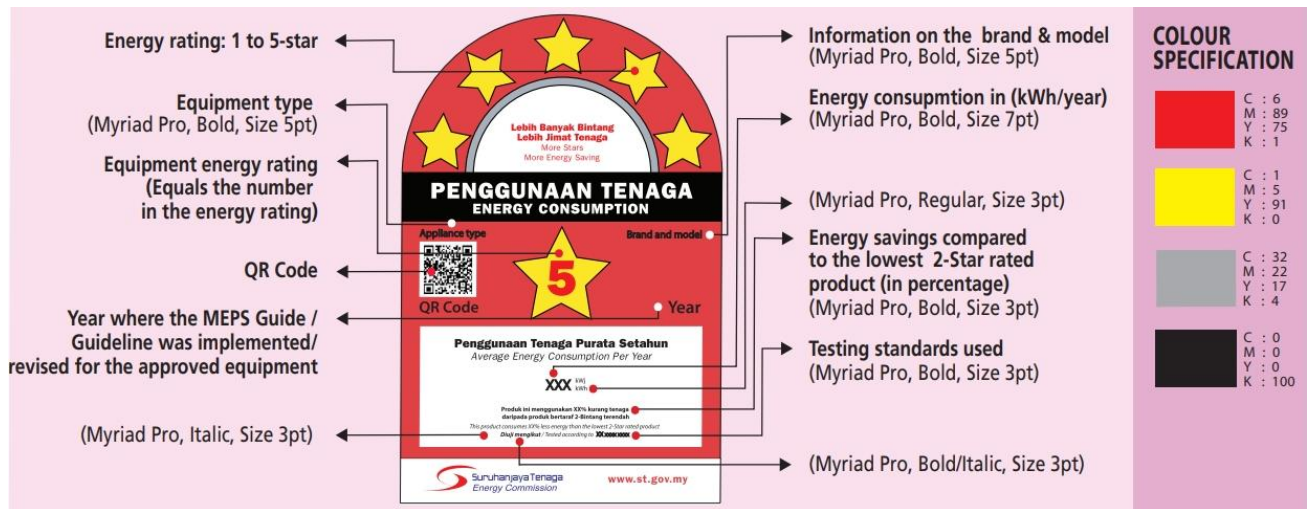 Energy rating: 1 to 5-star
Equipment type
(Myriad Pro, Bold, Size 5pt)
Equipment energy rating
(Equals the number
in the energy rating)
QR Code
Year where the MEPS Guide /
Guideline was implemented/
revised for the approved equipment
(Myriad Pro, Italic, Size 3pt)
Lebih Banyak Bintang
Lebih Jimat Tenaga
More Stars
More Energy Saving
PENGGUNAAN TENAGA
ENERGY CONSUMPTION
Appliance type
Brand and model
5
QR Code
Year
Penggunaan Tenaga Purata Setahun
Average Energy Consumption Per Year
XXX kWj
kWh
Produk ini menggunakan XX% kurang tenaga
daripada produk bertaraf 2-Bintang terendah
This product consumes XX% less energy than the lowest 2-Star rated product
Diuji mengikut / Tested according to
Suruhanjaya Tenaga
Energy Commission
www.st.gov.my
Information on the brand & model
(Myriad Pro, Bold, Size 5pt)
Energy consupmtion in (kWh/year)
(Myriad Pro, Bold, Size 7pt)
(Myriad Pro, Regular, Size 3pt)
Energy savings compared
to the lowest 2-Star rated
product (in percentage)
(Myriad Pro, Bold, Size 3pt)
Testing standards used
(Myriad Pro, Bold, Size 3pt)
(Myriad Pro, Bold/Italic, Size 3pt)
COLOUR
SPECIFICATION
C : 6
M : 89
Y : 75
K : 1
C : 1
M : 5
Y : 91
K : 0
C : 32
M : 22
Y : 17
K : 4
C : 0
M : 0
Y : 0
K : 100